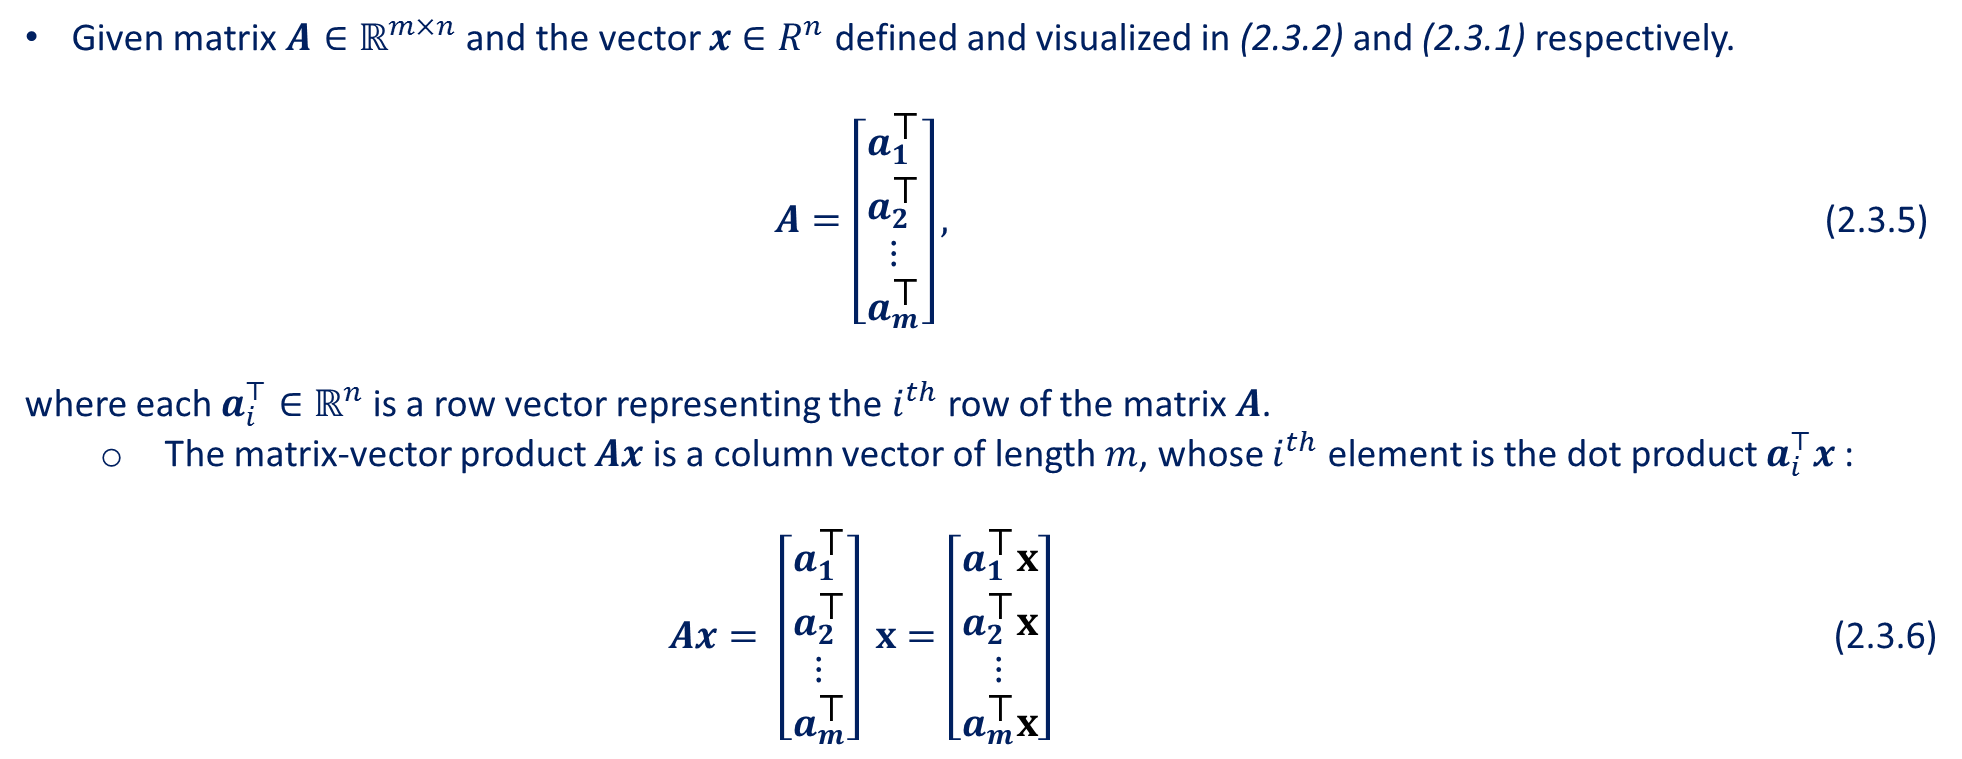 • Given matrix A ∈ ℝ^{m×n} and the vector x ∈ R^n defined and visualized in (2.3.2) and (2.3.1) respectively.
A = [a_1^⊤ a_2^⊤ ⋮ a_m^⊤], (2.3.5)
where each a_i^⊤ ∈ ℝ^n is a row vector representing the i^{th} row of the matrix A.
○ The matrix-vector product Ax is a column vector of length m, whose i^{th} element is the dot product a_i^⊤ x :
Ax = [a_1^⊤ a_2^⊤ ⋮ a_m^⊤] x = [a_1^⊤ x a_2^⊤ x ⋮ a_m^⊤ x] (2.3.6)